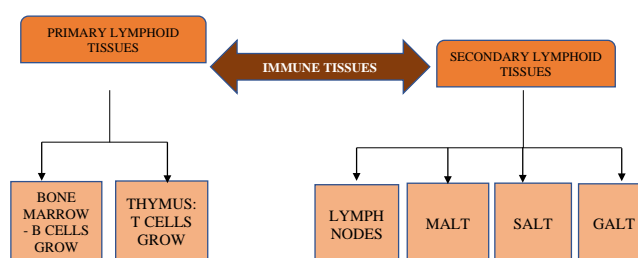 PRIMARY LYMPHOID
TISSUES
IMMUNE TISSUES
SECONDARY LYMPHOID
TISSUES
BONE
MARROW
- B CELLS
GROW
THYMUS:
T CELLS
GROW
LYMPH
NODES
MALT
SALT
GALT